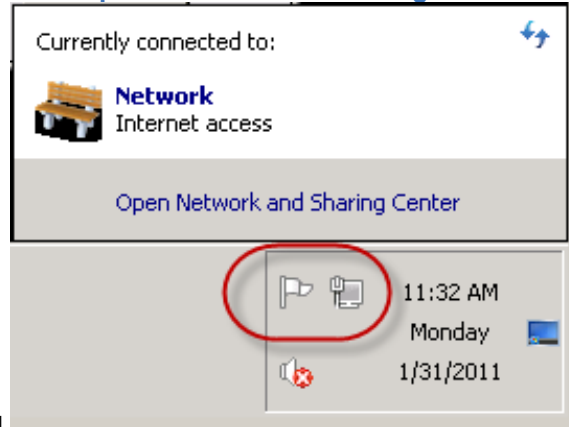 Currently connected to:
Network
Internet access
Open Network and Sharing Center
11:32 AM
Monday
1/31/2011